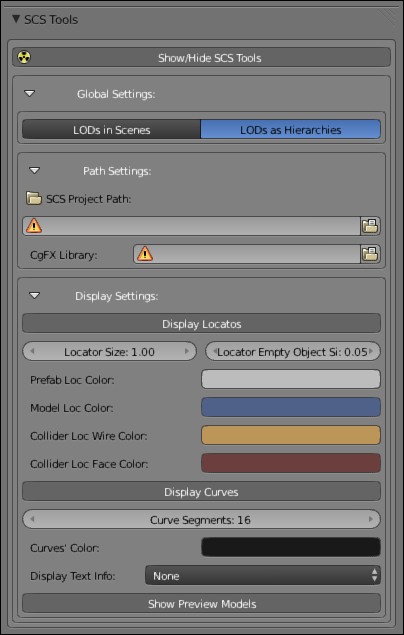 SCS Tools
Show/Hide SCS Tools
Global Settings:
LODs in Scenes LODs as Hierarchies
Path Settings:
SCS Project Path:
CgFX Library:
Display Settings:
Display Locatos
Locator Size: 1.00 Locator Empty Object Si: 0.05
Prefab Loc Color:
Model Loc Color:
Collider Loc Wire Color:
Collider Loc Face Color:
Display Curves
Curve Segments: 16
Curves' Color:
Display Text Info: None
Show Preview Models